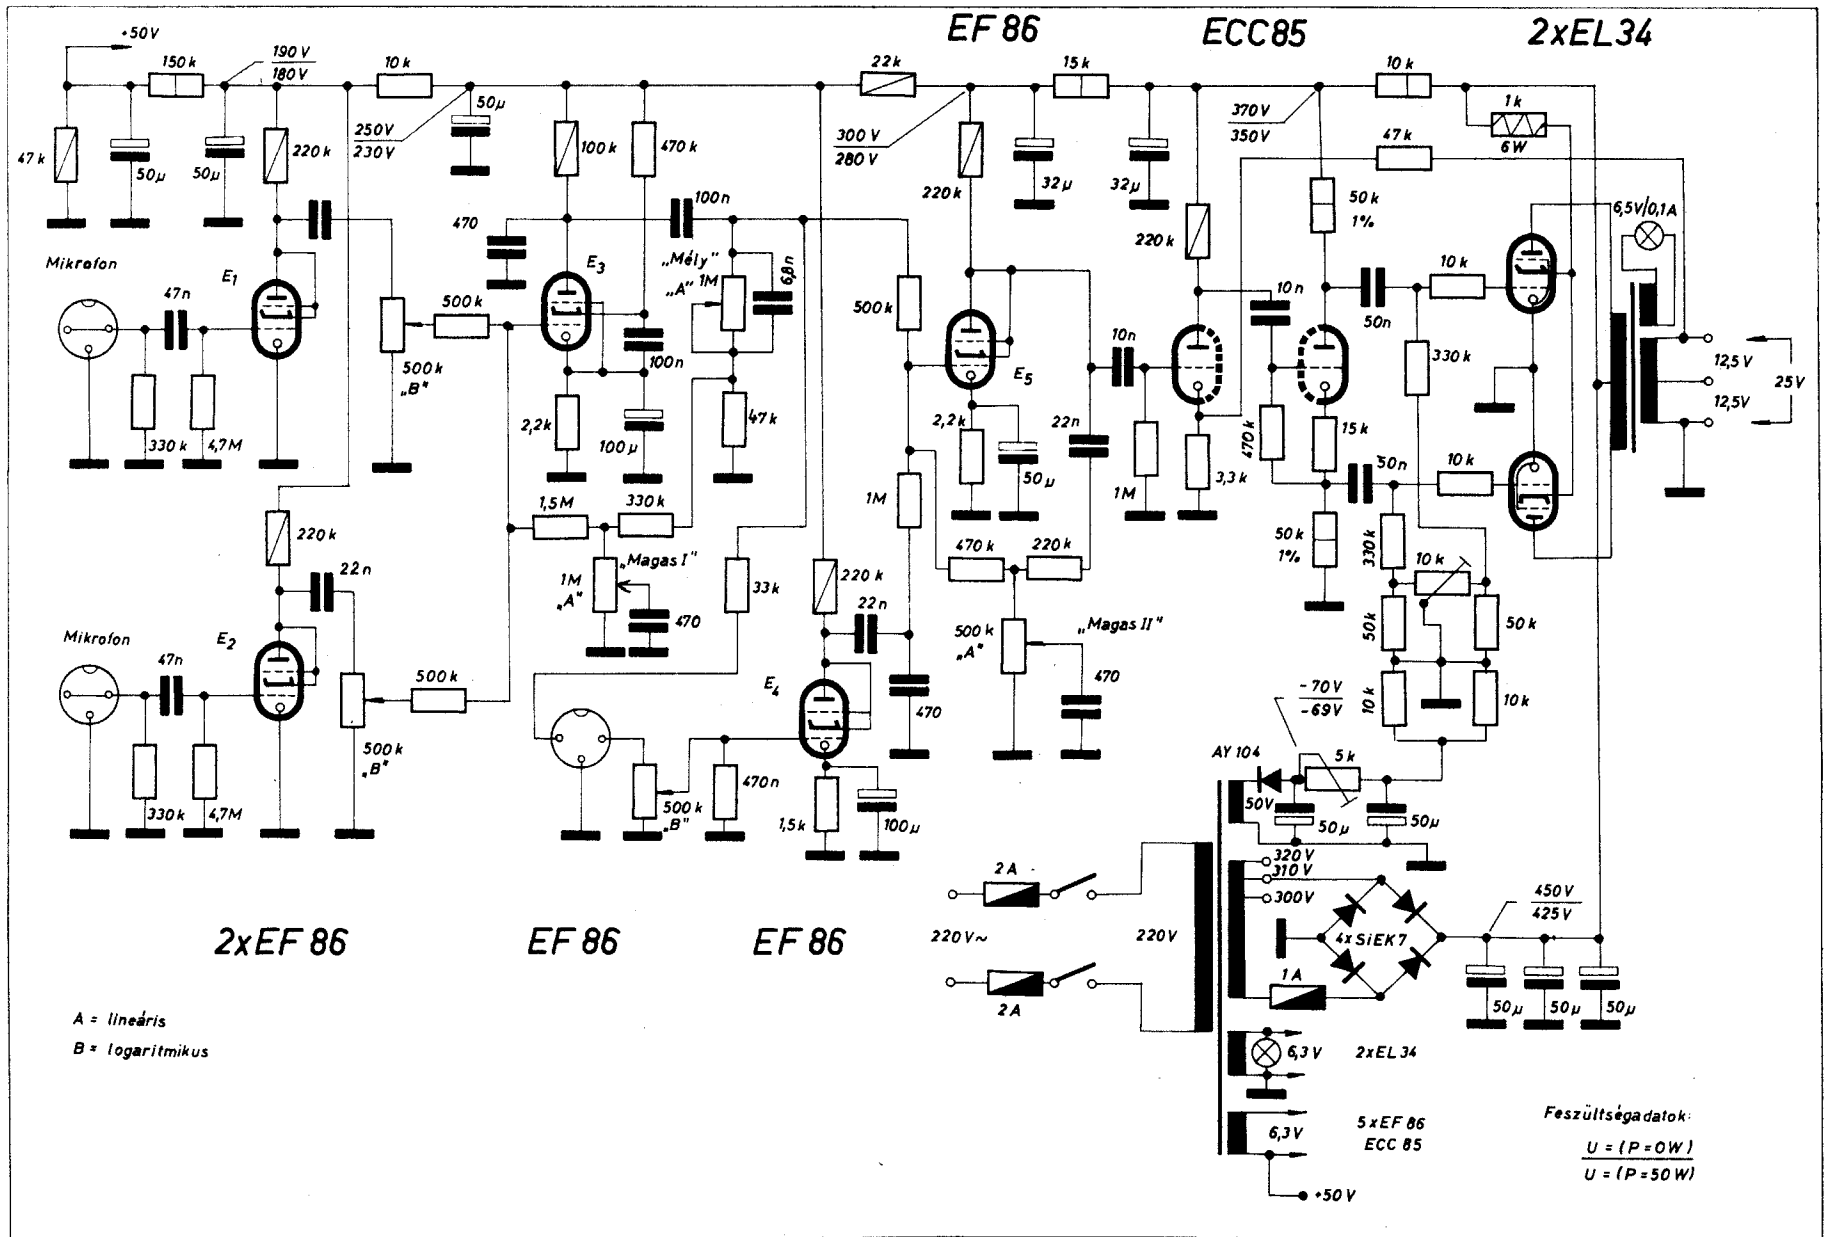 EF 86
ECC85
2xEL34
+50V
150k
190V
180V
10k
50µ
22k
15k
10k
1k
6W
47k
47k
50µ
50µ
220k
250V
230V
100k
470k
300V
280V
220k
32µ
32µ
370V
350V
50k
1%
220k
6,5V/0,1A
Mikrofon
E1
47n
330k
4,7M
500k
„B"
500k
470
E3
100n
„Mély"
„A"
1M
6,8n
100n
2,2k
100µ
47k
500k
E5
2,2k
50µ
22n
10n
1M
10n
3,3k
470k
15k
50n
10k
330k
50n
10k
12,5V
12,5V
25V
220k
22n
1,5M
330k
„Magas I"
1M
„A"
470
33k
220k
22n
1M
470k
220k
500k
„A"
„Magas II"
470
50k
1%
330k
10k
50k
50k
10k
10k
Mikrofon
E2
47n
330k
4,7M
500k
„B"
500k
E4
470
500k
„B"
470n
1,5k
100µ
-70V
-69V
AY 104
5k
50V
50µ
50µ
2xEF 86
EF 86
EF 86
2A
220V~
2A
220V
320V
310V
300V
4xSiEK7
1A
450V
425V
50µ
50µ
50µ
A = lineáris
B = logaritmikus
6,3V
2xEL34
6,3V
5xEF86
ECC 85
+50V
Feszültségadatok:
U = (P=0W)
U = (P=50W)